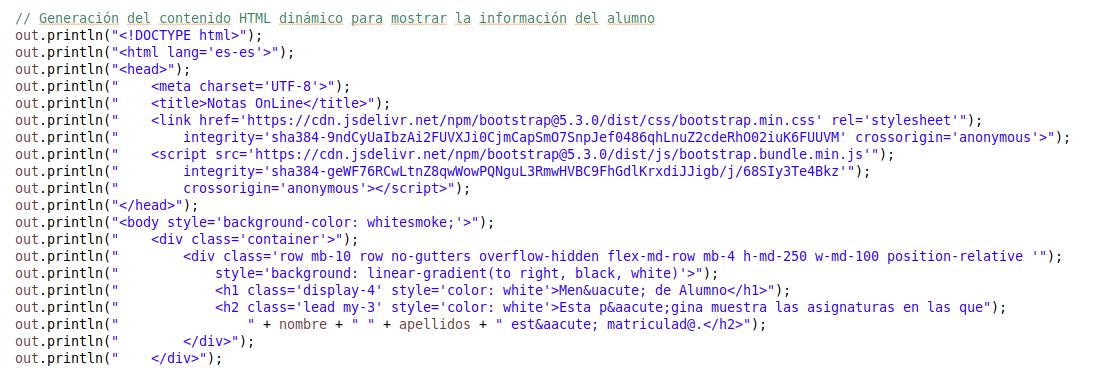 // Generación del contenido HTML dinámico para mostrar la información del alumno
out.println("<!DOCTYPE html>");
out.println("<html lang='es-es'>");
out.println("<head>");
out.println("    <meta charset='UTF-8'>");
out.println("    <title>Notas OnLine</title>");
out.println("    <link href='https://cdn.jsdelivr.net/npm/bootstrap@5.3.0/dist/css/bootstrap.min.css' rel='stylesheet'");
out.println("        integrity='sha384-9ndCyUaIbzAi2FUVXJi0CjmCapSmO7SnpJef0486qhLnuZ2cdeRhO02iuK6FUUVM' crossorigin='anonymous'>");
out.println("    <script src='https://cdn.jsdelivr.net/npm/bootstrap@5.3.0/dist/js/bootstrap.bundle.min.js'");
out.println("        integrity='sha384-geWF76RCwLtnZ8qwWowPQNguL3RmwHVBC9FhGdlKrxdiJJigb/j/68SIy3Te4Bkz'");
out.println("        crossorigin='anonymous'></script>");
out.println("</head>");
out.println("<body style='background-color: whitesmoke;'>");
out.println("    <div class='container'>");
out.println("        <div class='row mb-10 row no-gutters overflow-hidden flex-md-row mb-4 h-md-250 w-md-100 position-relative '");
out.println("            style='background: linear-gradient(to right, black, white)'>");
out.println("            <h1 class='display-4' style='color: white'>Men&uacute; de Alumno</h1>");
out.println("            <h2 class='lead my-3' style='color: white'>Esta p&aacute;gina muestra las asignaturas en las que");
out.println("                " + nombre + " " + apellidos + " est&aacute; matriculad@.</h2>");
out.println("        </div>");
out.println("    </div>");